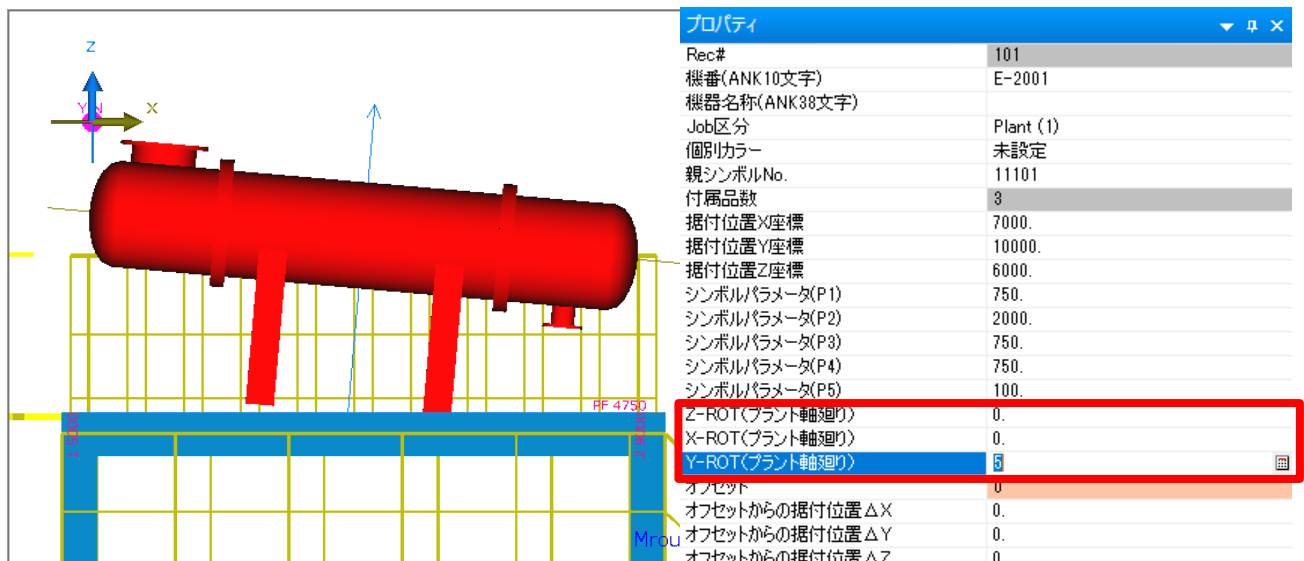 Z
Y N
X
PF 4750
Mrou
プロパティ
Rec# 101
機番(ANK10文字) E-2001
機器名称(ANK38文字)
Job区分 Plant (1)
個別カラー 未設定
親シンボルNo. 11101
付属品数 3
据付位置X座標 7000.
据付位置Y座標 10000.
据付位置Z座標 6000.
シンボルパラメータ(P1) 750.
シンボルパラメータ(P2) 2000.
シンボルパラメータ(P3) 750.
シンボルパラメータ(P4) 750.
シンボルパラメータ(P5) 100.
Z-ROT(プラント軸廻り) 0.
X-ROT(プラント軸廻り) 0.
Y-ROT(プラント軸廻り) 5
オフセット 0
オフセットからの据付位置△X 0.
オフセットからの据付位置△Y 0.
オフセットからの据付位置△Z 0.